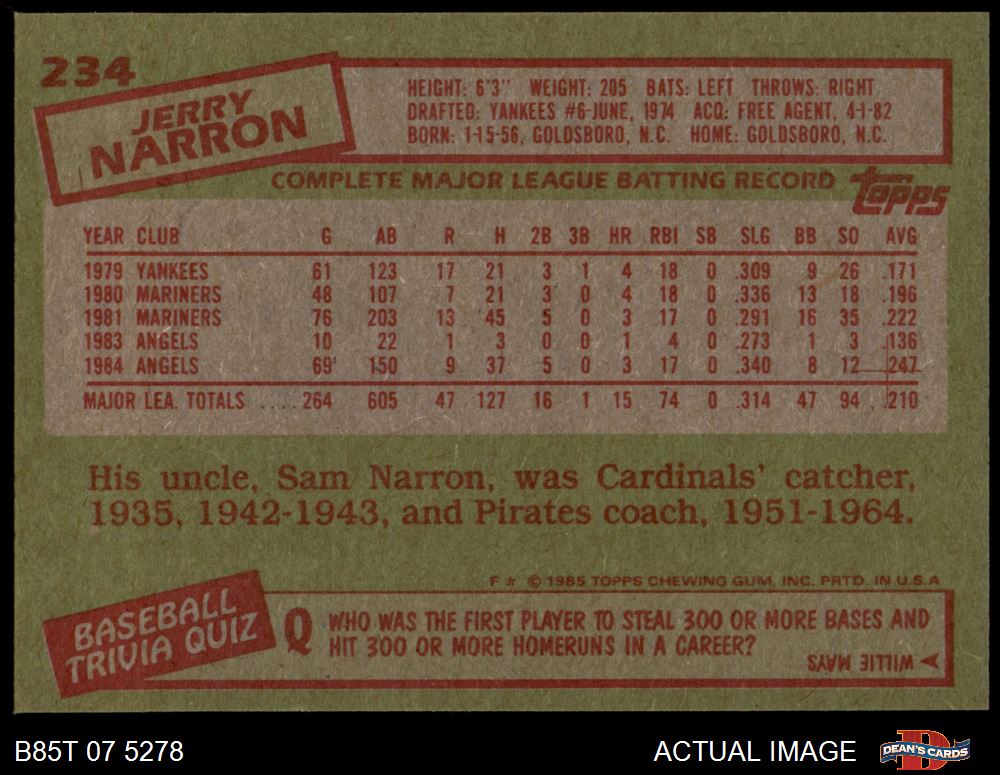 234
JERRY
NARRON
HEIGHT: 6'3" WEIGHT: 205 BATS: LEFT THROWS: RIGHT
DRAFTED: YANKEES #6-JUNE, 1974 ACQ: FREE AGENT, 4-1-82
BORN: 1-15-56, GOLDSBORO, N.C. HOME: GOLDSBORO, N.C.
COMPLETE MAJOR LEAGUE BATTING RECORD
topps
YEAR CLUB G AB R H 2B 3B HR RBI SB SLG BB SO AVG
1979 YANKEES 61 123 17 21 3 1 4 18 0 .309 9 26 .171
1980 MARINERS 48 107 7 21 3 0 4 18 0 .336 13 18 .196
1981 MARINERS 76 203 13 45 5 0 3 17 0 .291 16 35 .222
1983 ANGELS 10 22 1 3 0 0 1 4 0 .273 1 3 .136
1984 ANGELS 69 150 9 37 5 0 3 17 0 .340 8 12 .247
MAJOR LEA. TOTALS .... 264 605 47 127 16 1 15 74 0 .314 47 94 .210
His uncle, Sam Narron, was Cardinals' catcher,
1935, 1942-1943, and Pirates coach, 1951-1964.
F * © 1985 TOPPS CHEWING GUM, INC. PRTD. IN U.S.A
BASEBALL
TRIVIA QUIZ
Q WHO WAS THE FIRST PLAYER TO STEAL 300 OR MORE BASES AND
HIT 300 OR MORE HOMERUNS IN A CAREER?
WILLIE MAYS
B85T 07 5278
ACTUAL IMAGE
D
DEAN'S CARDS